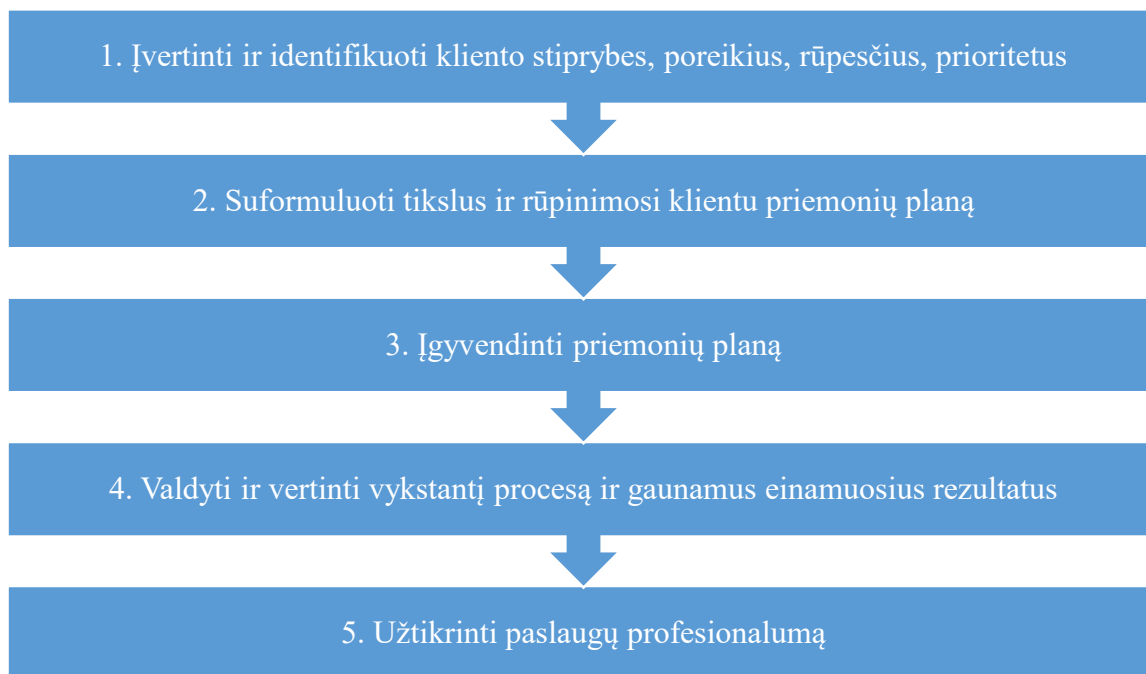 1. Įvertinti ir identifikuoti kliento stiprybes, poreikius, rūpesčius, prioritetus
2. Suformuluoti tikslus ir rūpinimosi klientu priemonių planą
3. Įgyvendinti priemonių planą
4. Valdyti ir vertinti vykstantį procesą ir gaunamus einamuosius rezultatus
5. Užtikrinti paslaugų profesionalumą